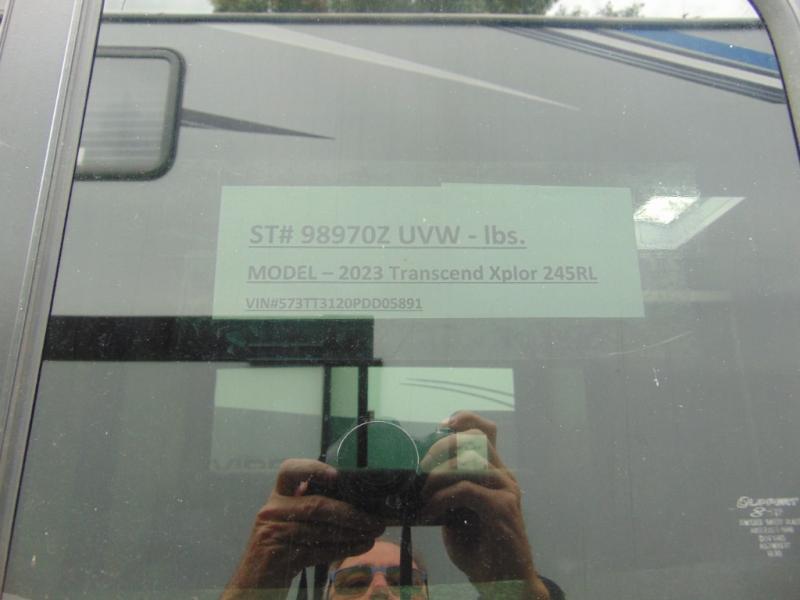 ST# 98970Z UVW - lbs.
MODEL – 2023 Transcend Xplor 245RL
VIN#573TT3120PDD05891